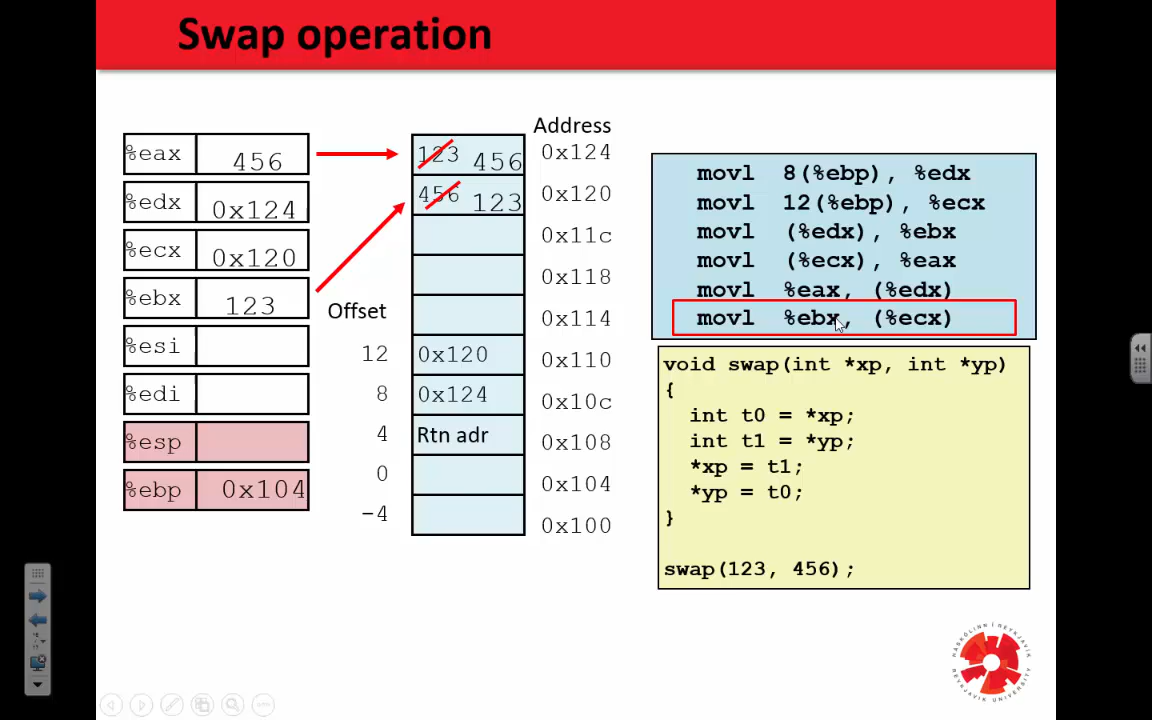 Swap operation
%eax 456
%edx 0x124
%ecx 0x120
%ebx 123
%esi
%edi
%esp
%ebp 0x104
Address
123 456 0x124
456 123 0x120
0x11c
0x118
0x114
Offset
12 0x120 0x110
8 0x124 0x10c
4 Rtn adr 0x108
0 0x104
-4 0x100
movl 8(%ebp), %edx
movl 12(%ebp), %ecx
movl (%edx), %ebx
movl (%ecx), %eax
movl %eax, (%edx)
movl %ebx, (%ecx)
void swap(int *xp, int *yp)
{
int t0 = *xp;
int t1 = *yp;
*xp = t1;
*yp = t0;
}
swap(123, 456);
HÁSKÓLINN Í REYKJAVÍK
REYKJAVIK UNIVERSITY